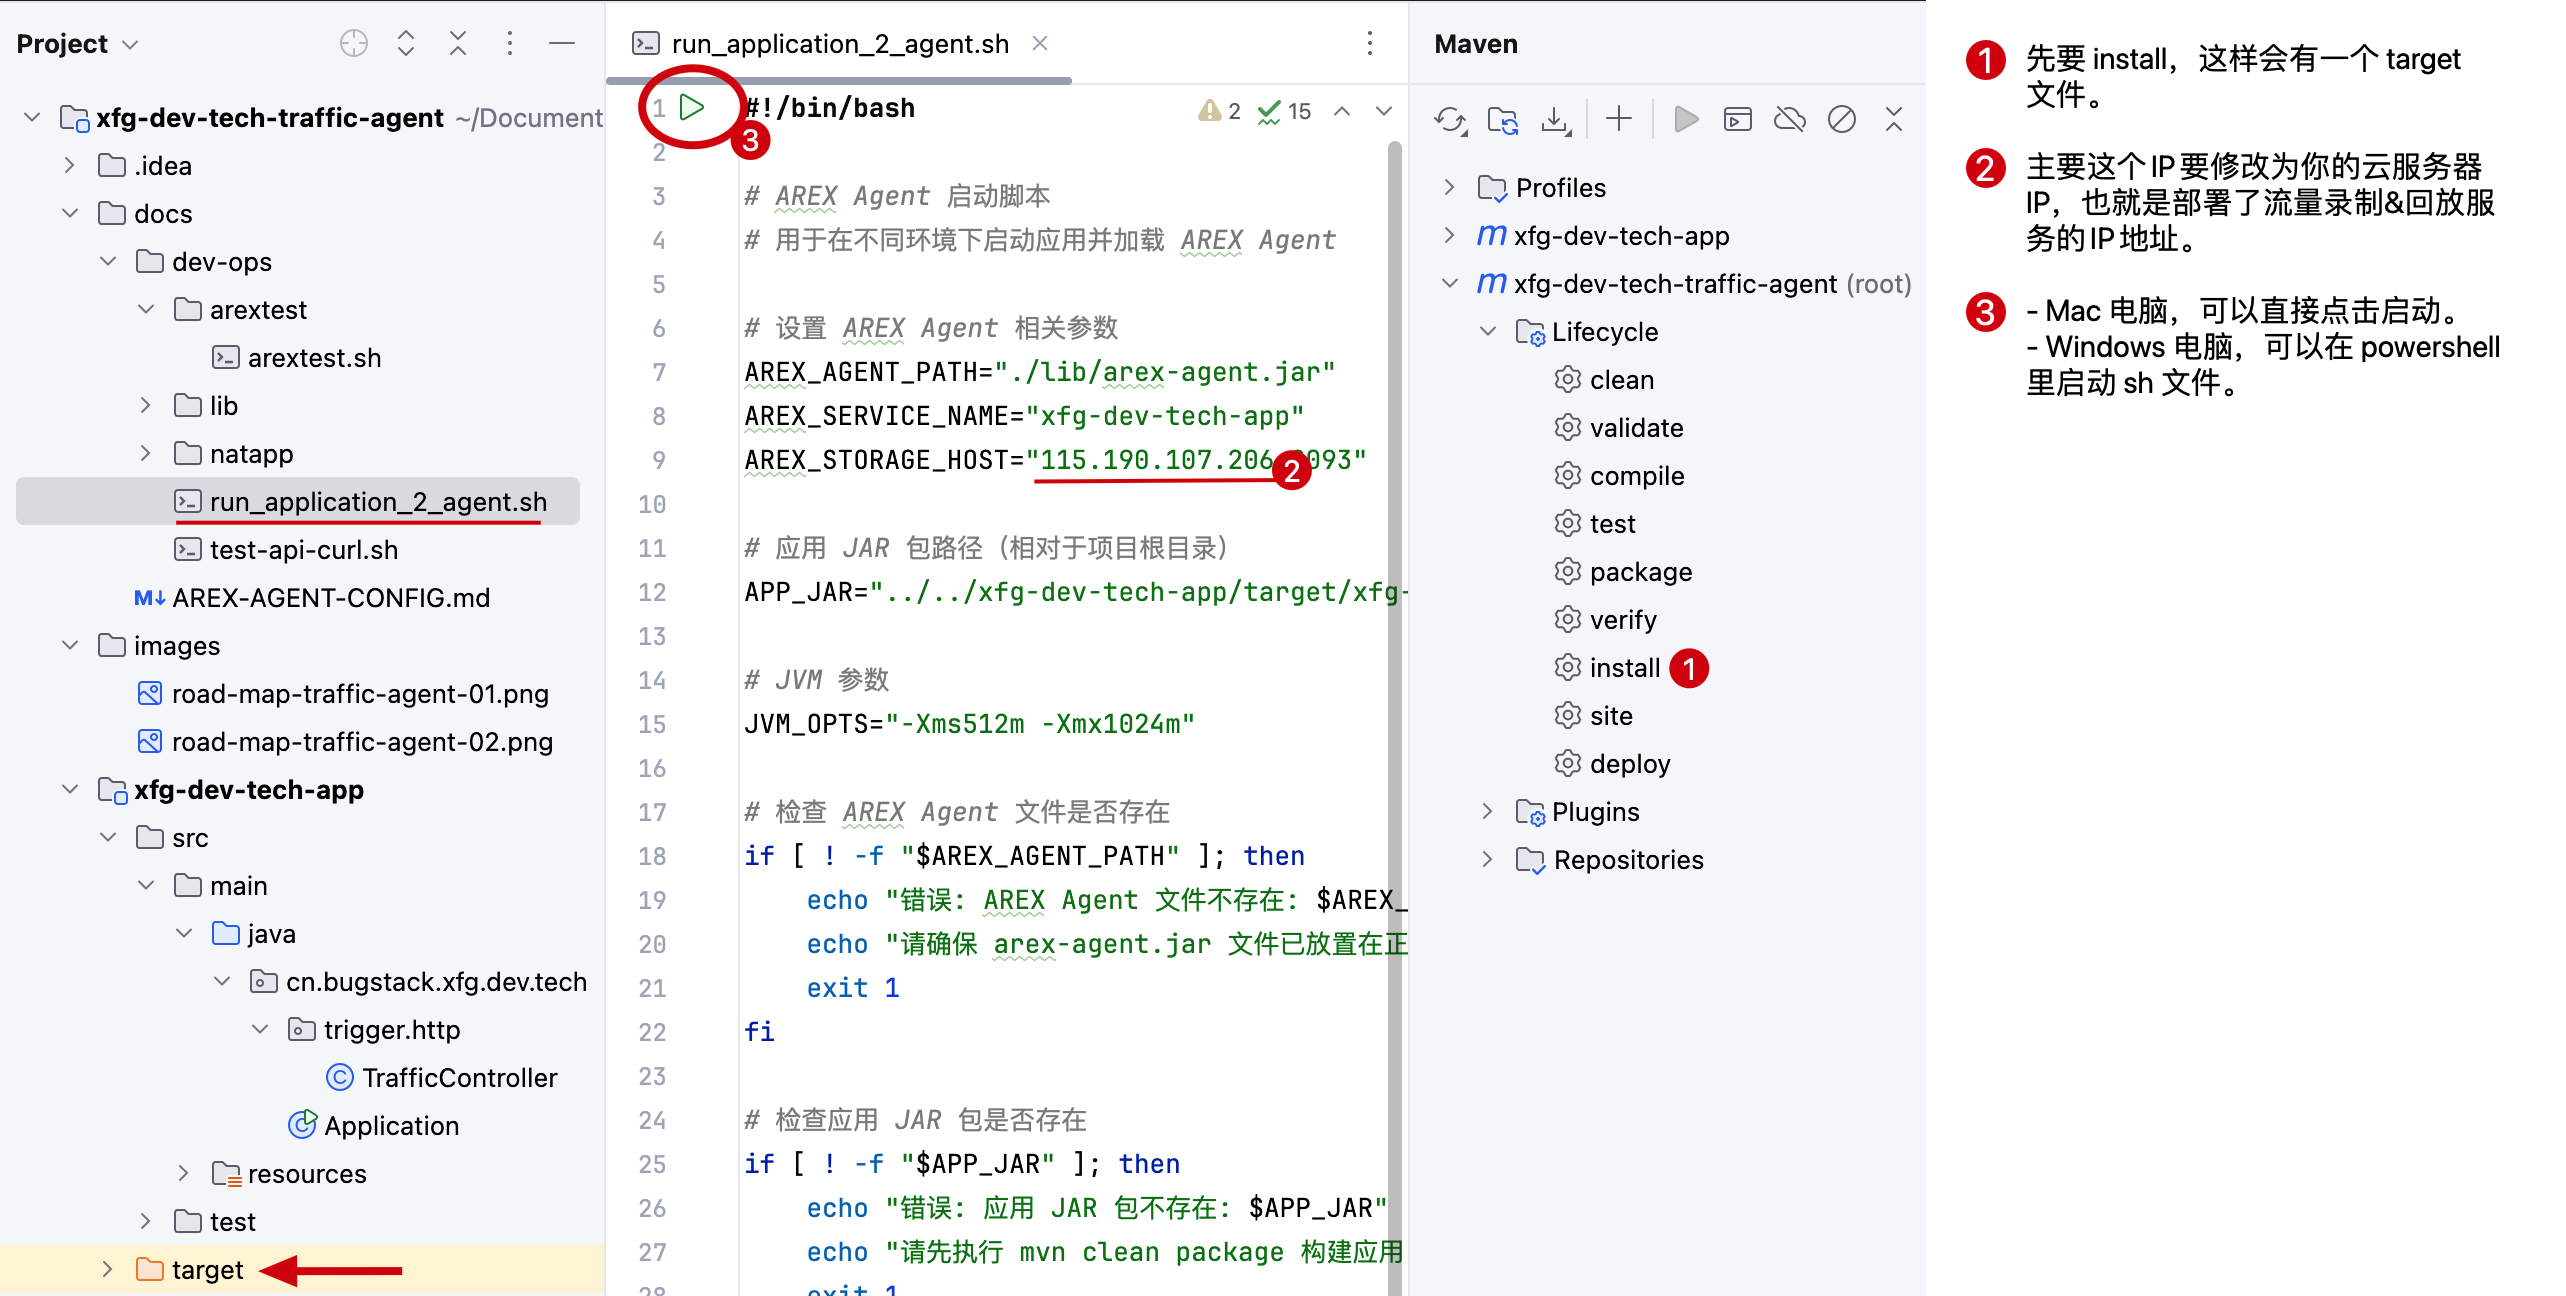 Project
xfg-dev-tech-traffic-agent ~/Document
.idea
docs
dev-ops
arextest
arextest.sh
lib
natapp
run_application_2_agent.sh
test-api-curl.sh
M↓ AREX-AGENT-CONFIG.md
images
road-map-traffic-agent-01.png
road-map-traffic-agent-02.png
xfg-dev-tech-app
src
main
java
cn.bugstack.xfg.dev.tech
trigger.http
TrafficController
Application
resources
test
target
run_application_2_agent.sh
2 15
1 #!/bin/bash
3
2
3 # AREX Agent 启动脚本
4 # 用于在不同环境下启动应用并加载 AREX Agent
5
6 # 设置 AREX Agent 相关参数
7 AREX_AGENT_PATH="./lib/arex-agent.jar"
8 AREX_SERVICE_NAME="xfg-dev-tech-app"
9 AREX_STORAGE_HOST="115.190.107.206 093"
2
10
11 # 应用 JAR 包路径（相对于项目根目录）
12 APP_JAR="../../xfg-dev-tech-app/target/xfg-
13
14 # JVM 参数
15 JVM_OPTS="-Xms512m -Xmx1024m"
16
17 # 检查 AREX Agent 文件是否存在
18 if [ ! -f "$AREX_AGENT_PATH" ]; then
19 echo "错误: AREX Agent 文件不存在: $AREX_
20 echo "请确保 arex-agent.jar 文件已放置在正
21 exit 1
22 fi
23
24 # 检查应用 JAR 包是否存在
25 if [ ! -f "$APP_JAR" ]; then
26 echo "错误: 应用 JAR 包不存在: $APP_JAR"
27 echo "请先执行 mvn clean package 构建应用
28 exit 1
Maven
Profiles
m xfg-dev-tech-app
m xfg-dev-tech-traffic-agent (root)
Lifecycle
clean
validate
compile
test
package
verify
install 1
site
deploy
Plugins
Repositories
1 先要 install，这样会有一个 target
文件。
2 主要这个IP要修改为你的云服务器
IP，也就是部署了流量录制&回放服
务的IP地址。
3 - Mac 电脑，可以直接点击启动。
- Windows 电脑，可以在 powershell
里启动 sh 文件。